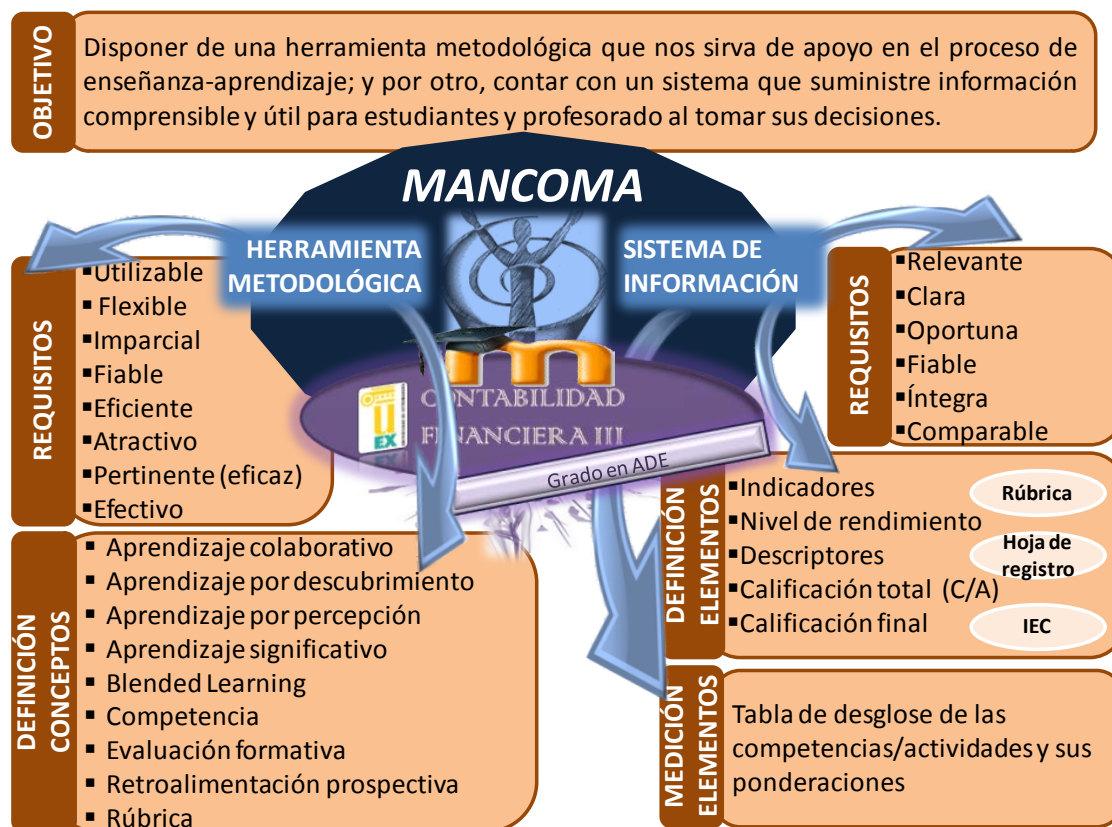 OBJETIVO
Disponer de una herramienta metodológica que nos sirva de apoyo en el proceso de
enseñanza-aprendizaje; y por otro, contar con un sistema que suministre información
comprensible y útil para estudiantes y profesorado al tomar sus decisiones.
MANCOMA
HERRAMIENTA
METODOLÓGICA
SISTEMA DE
INFORMACIÓN
REQUISITOS
▪Utilizable
▪ Flexible
▪Imparcial
▪Fiable
▪Eficiente
▪Atractivo
▪Pertinente (eficaz)
▪Efectivo
REQUISITOS
▪Relevante
▪Clara
▪Oportuna
▪Fiable
▪Íntegra
▪Comparable
m
UEX
CONTABILIDAD
FINANCIERA III
Grado en ADE
DEFINICIÓN
CONCEPTOS
▪ Aprendizaje colaborativo
▪ Aprendizaje por descubrimiento
▪ Aprendizaje por percepción
▪ Aprendizaje significativo
▪ Blended Learning
▪ Competencia
▪ Evaluación formativa
▪ Retroalimentación prospectiva
▪ Rúbrica
DEFINICIÓN
ELEMENTOS
▪Indicadores
▪Nivel de rendimiento
▪Descriptores
▪Calificación total (C/A)
▪Calificación final
Rúbrica
Hoja de
registro
IEC
MEDICIÓN
ELEMENTOS
Tabla de desglose de las
competencias/actividades y sus
ponderaciones